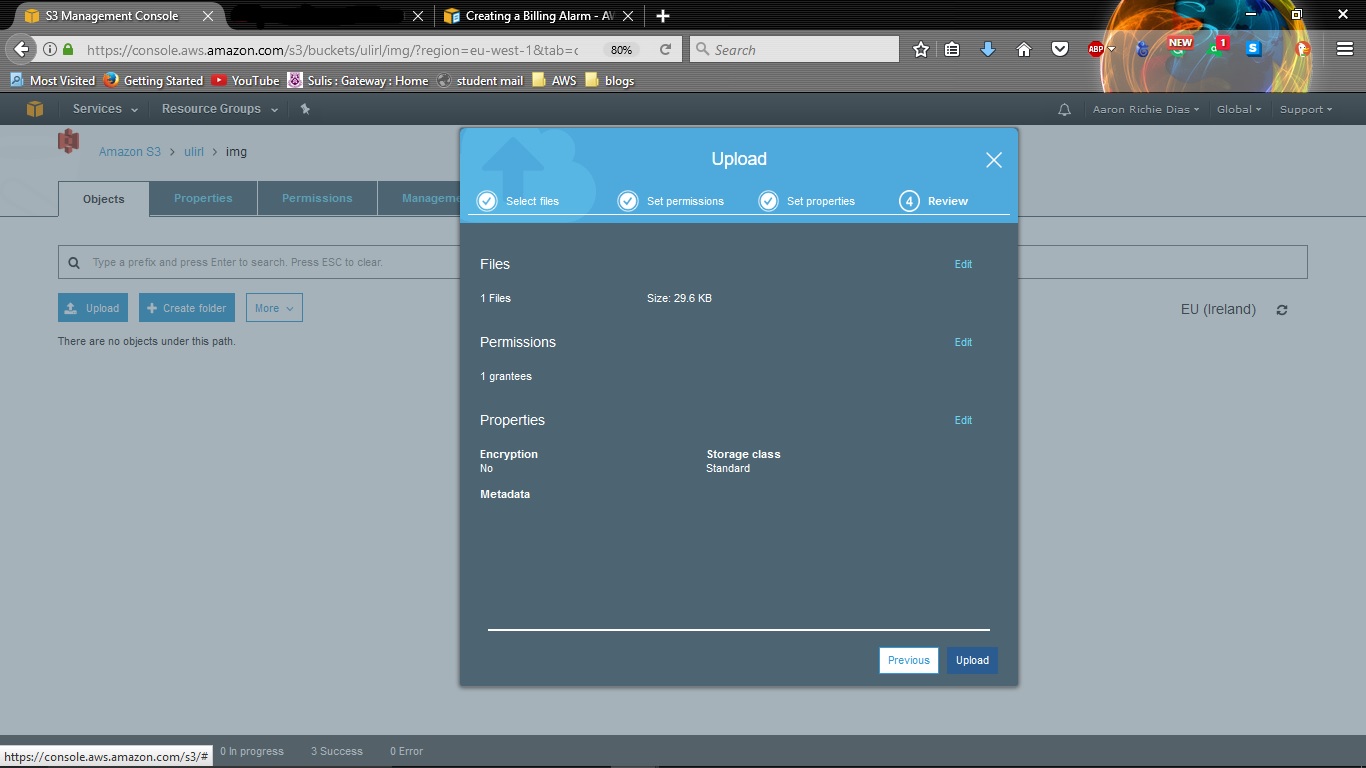 S3 Management Console
Creating a Billing Alarm - AW
https://console.aws.amazon.com/s3/buckets/ulirl/img/?region=eu-west-1&tab=c 80% Search ABP NEW 1 S
Most Visited Getting Started YouTube Sulis : Gateway : Home student mail AWS blogs
Services Resource Groups Aaron Richie Dias Global Support
Amazon S3 > ulirl > img
Objects Properties Permissions Manageme
Type a prefix and press Enter to search. Press ESC to clear.
Upload + Create folder More EU (Ireland)
There are no objects under this path.
Upload
Select files Set permissions Set properties 4 Review
Files Edit
1 Files Size: 29.6 KB
Permissions Edit
1 grantees
Properties Edit
Encryption Storage class
No Standard
Metadata
Previous Upload
https://console.aws.amazon.com/s3/# 0 In progress 3 Success 0 Error